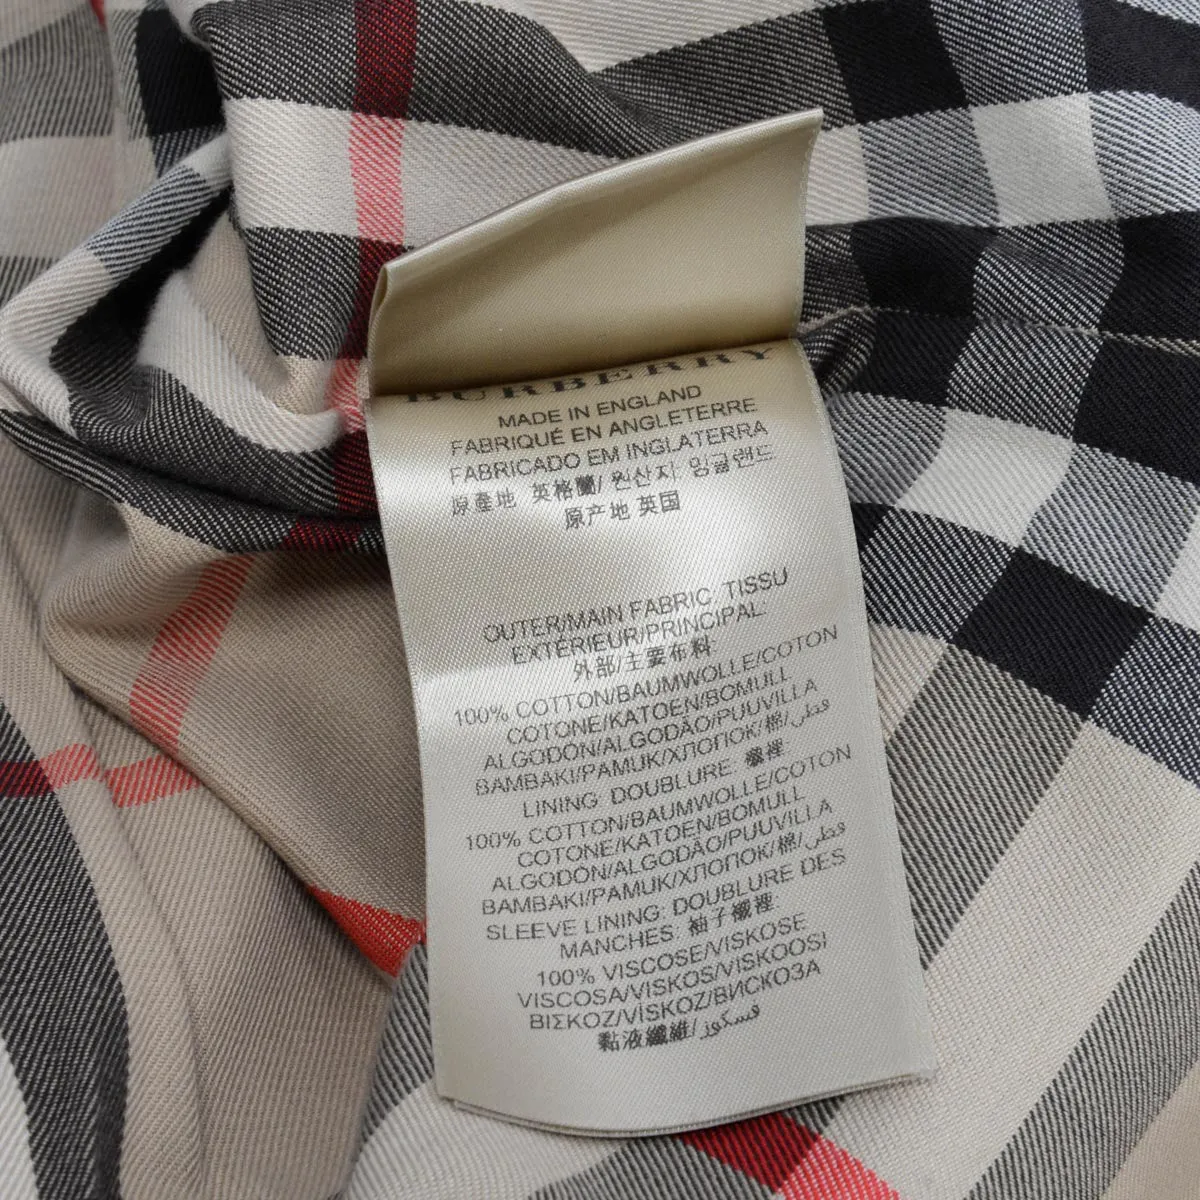 BURBERRY
MADE IN ENGLAND
FABRIQUÉ EN ANGLETERRE
FABRICADO EM INGLATERRA
原產地 英格蘭/ 원산지: 잉글랜드
原产地 英国
OUTER/MAIN FABRIC: TISSU
EXTÉRIEUR/PRINCIPAL:
外部/主要布料:
100% COTTON/BAUMWOLLE/COTON
COTONE/KATOEN/BOMULL
ALGODÓN/ALGODÃO/PUUVILLA
BAMBAKI/PAMUK/ХЛОПОК/棉/قطن
LINING: DOUBLURE: 襟裡:
100% COTTON/BAUMWOLLE/COTON
COTONE/KATOEN/BOMULL
ALGODÓN/ALGODÃO/PUUVILLA
BAMBAKI/PAMUK/ХЛОПОК/棉/قطن
SLEEVE LINING: DOUBLURE DES
MANCHES: 袖子襯裡:
100% VISCOSE/VISKOSE
VISCOSA/VISKOS/VISKOOSI
ΒΙΣΚΟΖ/VİSKOZ/ВИСКОЗА
黏液纖維/فسكوز